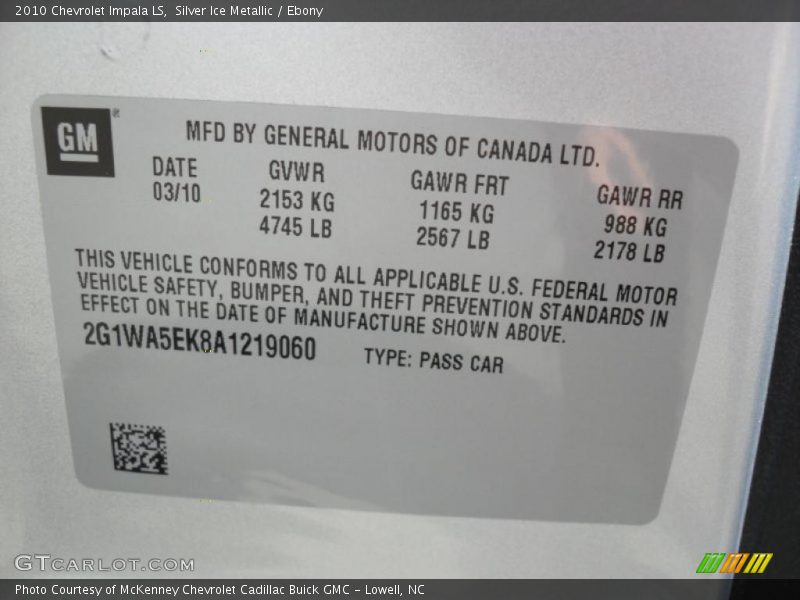 2010 Chevrolet Impala LS,  Silver Ice Metallic / Ebony
GM®
MFD BY GENERAL MOTORS OF CANADA LTD.
DATE GVWR GAWR FRT GAWR RR
03/10 2153 KG 1165 KG 988 KG
4745 LB 2567 LB 2178 LB
THIS VEHICLE CONFORMS TO ALL APPLICABLE U.S. FEDERAL MOTOR
VEHICLE SAFETY, BUMPER, AND THEFT PREVENTION STANDARDS IN
EFFECT ON THE DATE OF MANUFACTURE SHOWN ABOVE.
2G1WA5EK8A1219060 TYPE: PASS CAR
GTCARLOT.COM
Photo Courtesy of McKenney Chevrolet Cadillac Buick GMC - Lowell, NC